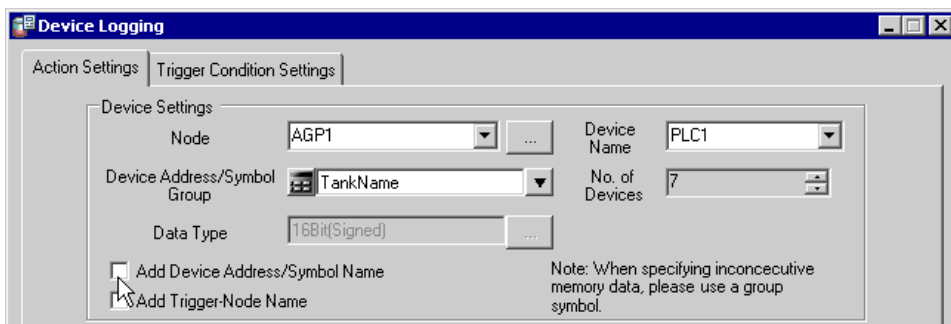 Device Logging
Action Settings
Trigger Condition Settings
Device Settings
Node
AGP1
...
Device
Name
PLC1
Device Address/Symbol
Group
TankName
No. of
Devices
7
Data Type
16Bit(Signed)
...
Add Device Address/Symbol Name
Add Trigger-Node Name
Note: When specifying inconcecutive
memory data, please use a group
symbol.